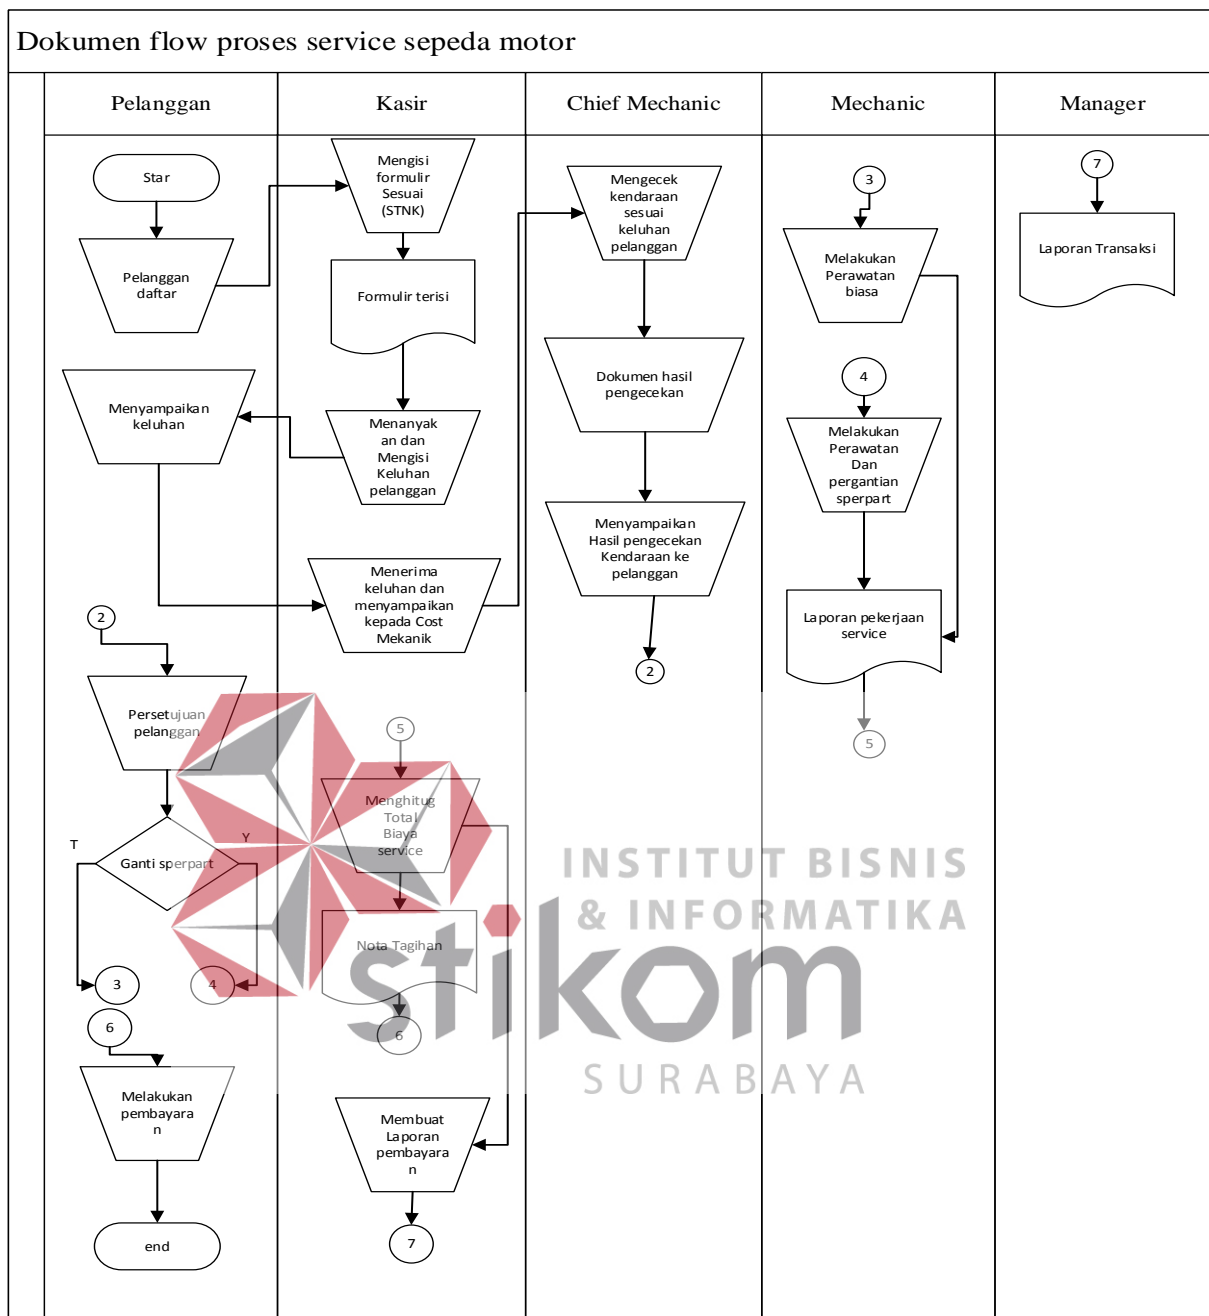 Dokumen flow proses service sepeda motor
Pelanggan
Kasir
Chief Mechanic
Mechanic
Manager
Star
Pelanggan
daftar
Menyampaikan
keluhan
2
Persetujuan
pelanggan
Ganti sperpart
T
Y
3
4
6
Melakukan
pembayara
n
end
Mengisi
formulir
Sesuai
(STNK)
Formulir terisi
Menanyak
an dan
Mengisi
Keluhan
pelanggan
Menerima
keluhan dan
menyampaikan
kepada Cost
Mekanik
5
Menghitug
Total
Biaya
service
Nota Tagihan
6
Membuat
Laporan
pembayara
n
7
Mengecek
kendaraan
sesuai
keluhan
pelanggan
Dokumen hasil
pengecekan
Menyampaikan
Hasil pengecekan
Kendaraan ke
pelanggan
2
3
Melakukan
Perawatan
biasa
4
Melakukan
Perawatan
Dan
pergantian
sperpart
Laporan pekerjaan
service
5
7
Laporan Transaksi
INSTITUT BISNIS
& INFORMATIKA
stikom
SURABAYA